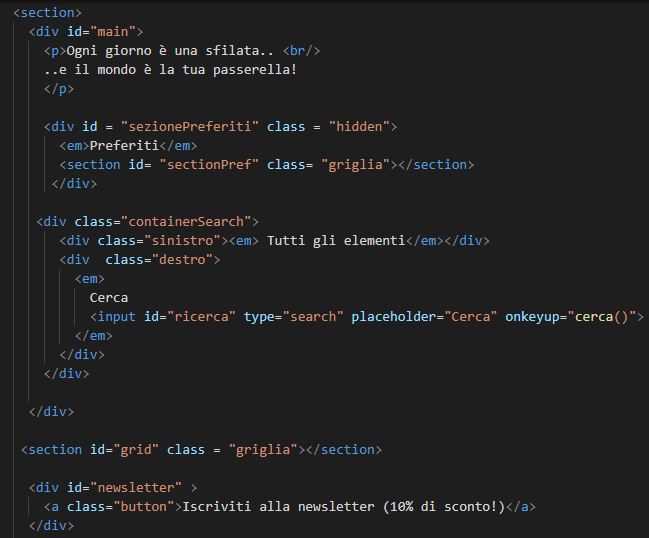 <section>
<div id="main">
<p>Ogni giorno è una sfilata.. <br/>
..e il mondo è la tua passerella!
</p>
<div id = "sezionePreferiti" class = "hidden">
<em>Preferiti</em>
<section id= "sectionPref" class= "griglia"></section>
</div>
<div class="containerSearch">
<div class="sinistro"><em> Tutti gli elementi</em></div>
<div  class="destro">
<em>
Cerca
<input id="ricerca" type="search" placeholder="Cerca" onkeyup="cerca()">
</em>
</div>
</div>
</div>
<section id="grid" class = "griglia"></section>
<div id="newsletter" >
<a class="button">Iscriviti alla newsletter (10% di sconto!)</a>
</div>